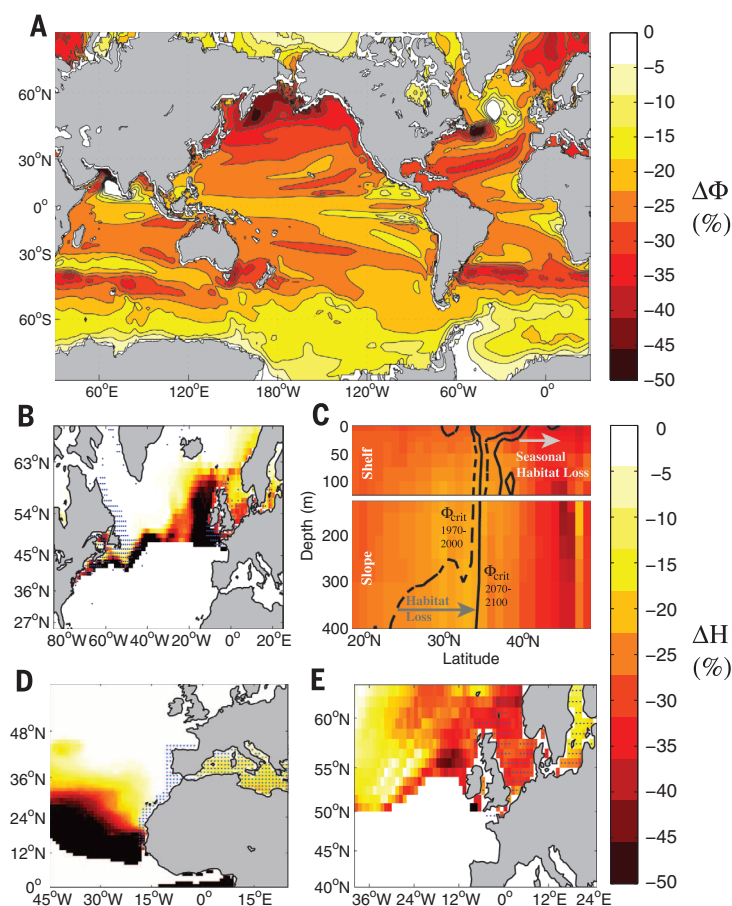 A
60°N
30°N
0°
30°S
60°S
60°E
120°E
180°W
120°W
60°W
0°
0
−5
−10
−15
−20
−25
−30
−35
−40
−45
−50
ΔΦ
(%)
B
63°N
54°N
45°N
36°N
27°N
80°W
60°W
40°W
20°W
0°
20°E
C
0
50
100
150
200
300
400
Depth (m)
Shelf
Slope
Seasonal
Habitat Loss
Φcrit
1970-
2000
Φcrit
2070-
2100
Habitat
Loss
20°N
30°N
40°N
Latitude
0
−5
−10
−15
−20
−25
−30
−35
−40
−45
−50
ΔH
(%)
D
48°N
36°N
24°N
12°N
0°
45°W
30°W
15°W
0°
15°E
E
60°N
55°N
50°N
45°N
40°N
36°W
24°W
12°W
0°
12°E
24°E